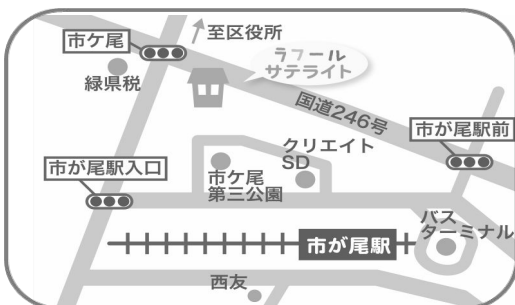 市ケ尾
至区役所
ラフール
サテライト
緑県税
国道246号
市が尾駅前
クリエイト
SD
市が尾駅入口
市ケ尾
第三公園
バス
ターミナル
市が尾駅
西友